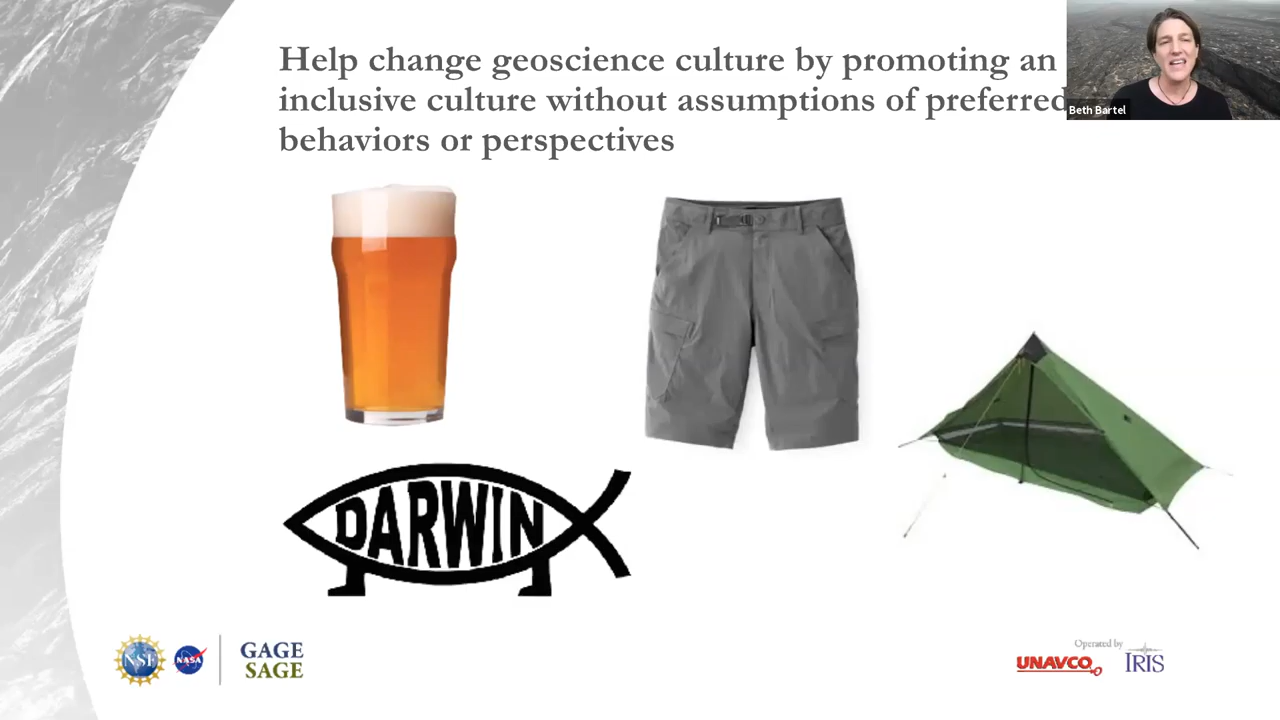 Help change geoscience culture by promoting an
inclusive culture without assumptions of preferred
behaviors or perspectives
Beth Bartel
DARWIN
NSF
NASA
GAGE
SAGE
Operated by
UNAVCO
IRIS